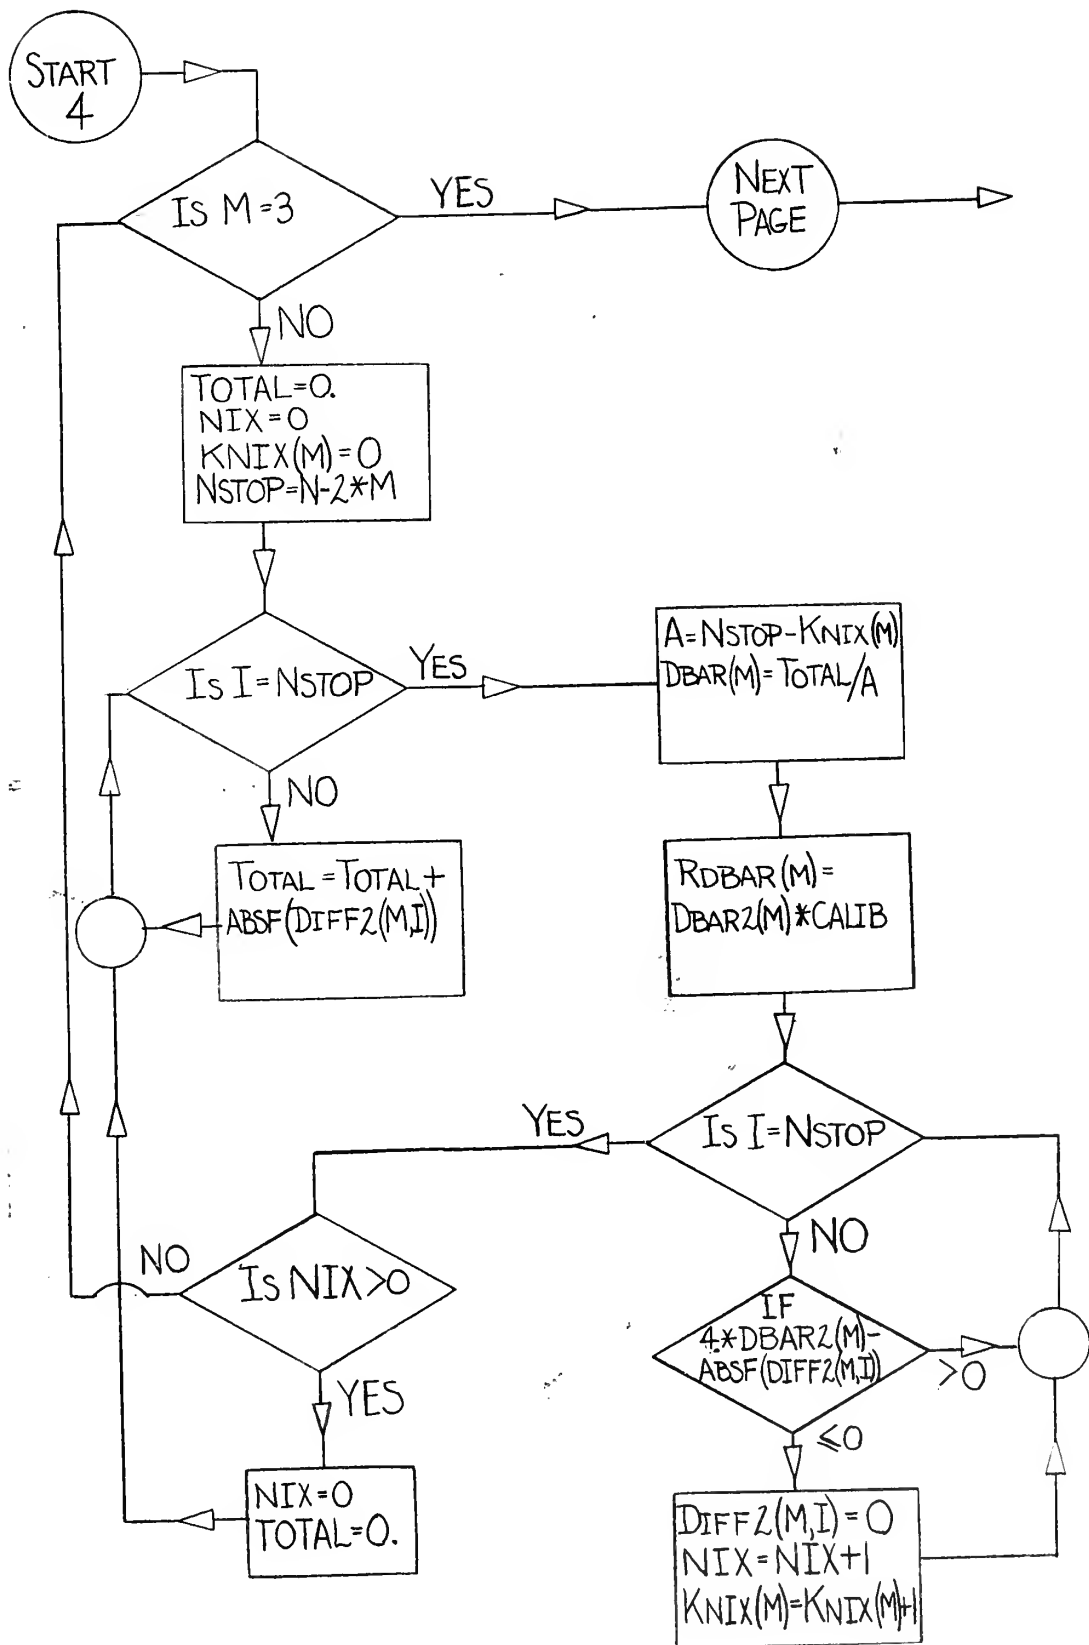 START
4
IS M=3
YES
NEXT
PAGE
NO
TOTAL=0.
NIX=0
KNIX(M)=0
NSTOP=N-2*M
IS I=NSTOP
YES
A=NSTOP-KNIX(M)
DBAR(M)=TOTAL/A
NO
TOTAL=TOTAL+
ABSF(DIFF2(M,I))
RDBAR(M)=
DBAR2(M)*CALIB
IS I=NSTOP
YES
NO
IS NIX>0
NO
YES
IF
4.*DBAR2(M)-
ABSF(DIFF2(M,I))
>0
≤0
NIX=0
TOTAL=0.
DIFF2(M,I)=0
NIX=NIX+1
KNIX(M)=KNIX(M)+1